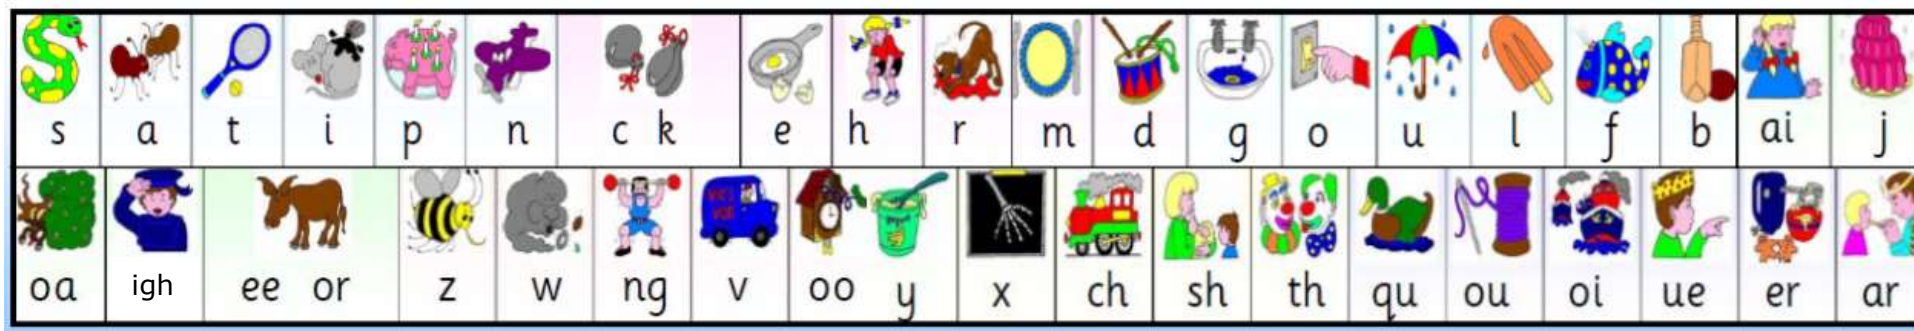 s a t i p n c k e h r m d g o u l f b ai j
oa igh ee or z w ng v oo y x ch sh th qu ou oi ue er ar